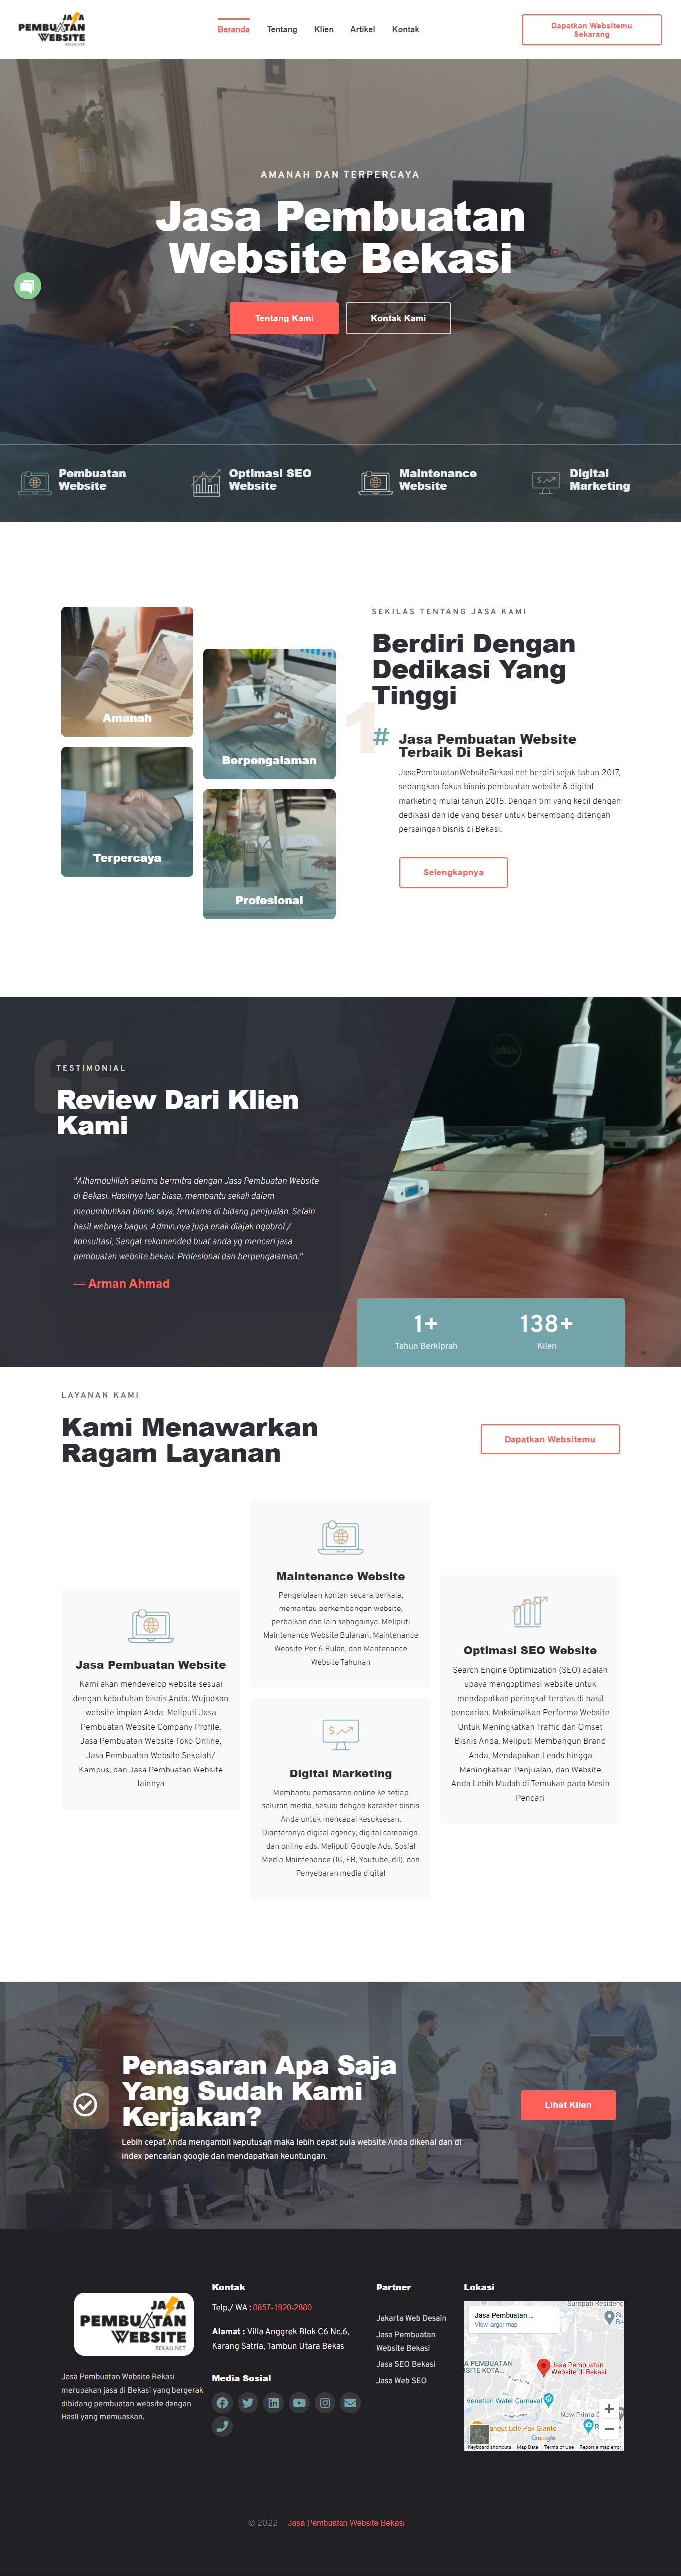 JASA
PEMBUATAN
WEBSITE
BEKASI.NET
Beranda
Tentang
Klien
Artikel
Kontak
Dapatkan Websitemu
Sekarang
AMANAH DAN TERPERCAYA
Jasa Pembuatan
Website Bekasi
Tentang Kami
Kontak Kami
Pembuatan
Website
Optimasi SEO
Website
Maintenance
Website
Digital
Marketing
Amanah
Berpengalaman
Terpercaya
Profesional
SEKILAS TENTANG JASA KAMI
Berdiri Dengan
Dedikasi Yang
Tinggi
1
#
Jasa Pembuatan Website
Terbaik Di Bekasi
JasaPembuatanWebsiteBekasi.net berdiri sejak tahun 2017,
sedangkan fokus bisnis pembuatan website & digital
marketing mulai tahun 2015. Dengan tim yang kecil dengan
dedikasi dan ide yang besar untuk berkembang ditengah
persaingan bisnis di Bekasi.
Selengkapnya
TESTIMONIAL
Review Dari Klien
Kami
"Alhamdulillah selama bermitra dengan Jasa Pembuatan Website
di Bekasi. Hasilnya luar biasa, membantu sekali dalam
menumbuhkan bisnis saya, terutama di bidang penjualan. Selain
hasil webnya bagus. Admin.nya juga enak diajak ngobrol /
konsultasi, Sangat rekomended buat anda yg mencari jasa
pembuatan website bekasi. Profesional dan berpengalaman."
— Arman Ahmad
DELL
1+
Tahun Berkiprah
138+
Klien
LAYANAN KAMI
Kami Menawarkan
Ragam Layanan
Dapatkan Websitemu
Jasa Pembuatan Website
Kami akan mendevelop website sesuai
dengan kebutuhan bisnis Anda. Wujudkan
website impian Anda. Meliputi Jasa
Pembuatan Website Company Profile,
Jasa Pembuatan Website Toko Online,
Jasa Pembuatan Website Sekolah/
Kampus, dan Jasa Pembuatan Website
lainnya
Maintenance Website
Pengelolaan konten secara berkala,
memantau perkembangan website,
perbaikan dan lain sebagainya. Meliputi
Maintenance Website Bulanan, Maintenance
Website Per 6 Bulan, dan Mantenance
Website Tahunan
Digital Marketing
Membantu pemasaran online ke setiap
saluran media, sesuai dengan karakter bisnis
Anda untuk mencapai kesuksesan.
Diantaranya digital agency, digital campaign,
dan online ads. Meliputi Google Ads, Sosial
Media Maintenance (IG, FB, Youtube, dll), dan
Penyebaran media digital
Optimasi SEO Website
Search Engine Optimization (SEO) adalah
upaya mengoptimasi website untuk
mendapatkan peringkat teratas di hasil
pencarian. Maksimalkan Performa Website
Untuk Meningkatkan Traffic dan Omset
Bisnis Anda. Meliputi Membangun Brand
Anda, Mendapakan Leads hingga
Meningkatkan Penjualan, dan Website
Anda Lebih Mudah di Temukan pada Mesin
Pencari
Penasaran Apa Saja
Yang Sudah Kami
Kerjakan?
Lebih cepat Anda mengambil keputusan maka lebih cepat pula website Anda dikenal dan di
index pencarian google dan mendapatkan keuntungan.
Lihat Klien
JASA
PEMBUATAN
WEBSITE
BEKASI.NET
Jasa Pembuatan Website Bekasi
merupakan jasa di Bekasi yang bergerak
dibidang pembuatan website dengan
Hasil yang memuaskan.
Kontak
Telp./ WA : 0857-1920-2880
Alamat : Villa Anggrek Blok C6 No.6,
Karang Satria, Tambun Utara Bekas
Media Sosial
Partner
Jakarta Web Desain
Jasa Pembuatan
Website Bekasi
Jasa SEO Bekasi
Jasa Web SEO
Lokasi
Suropati Residence
Jasa Pembuatan ...
View larger map
A PEMBUATAN
SITE KOTA...
Jasa Pembuatan
Website di Bekasi
Venetian Water Carnaval
New Prima
angut Lele Pak Gianto
Google
Keyboard shortcuts
Map Data
Terms of Use
Report a map error
© 2022
Jasa Pembuatan Website Bekasi